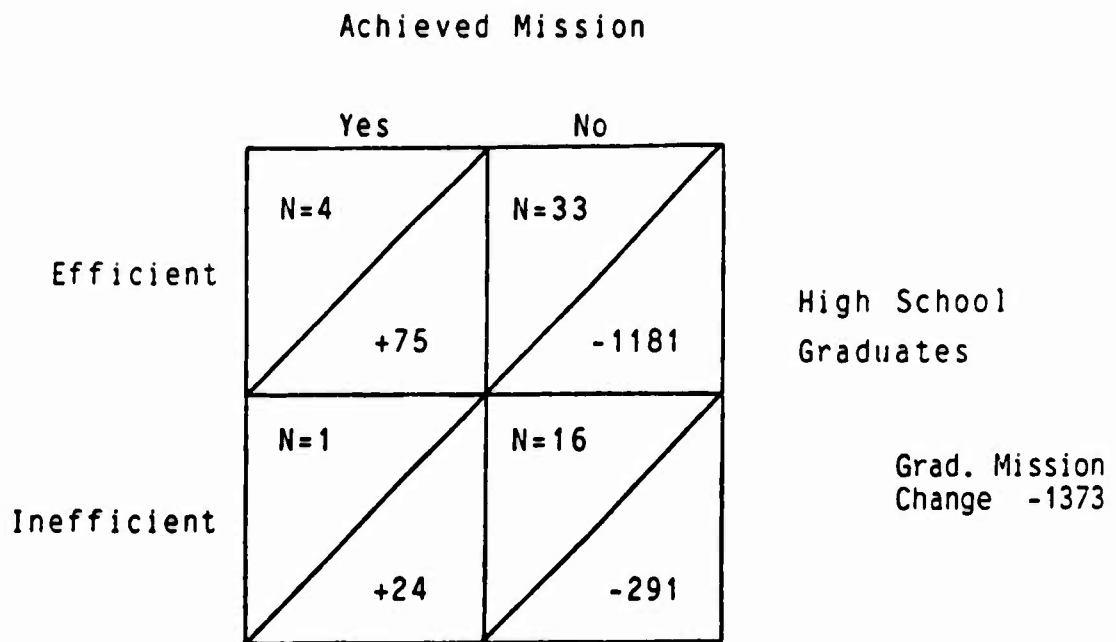 Achieved Mission
Yes No
N=4 N=33
Efficient
High School
+75 -1181
Graduates
N=1 N=16
Grad. Mission
Change -1373
Inefficient
+24 -291